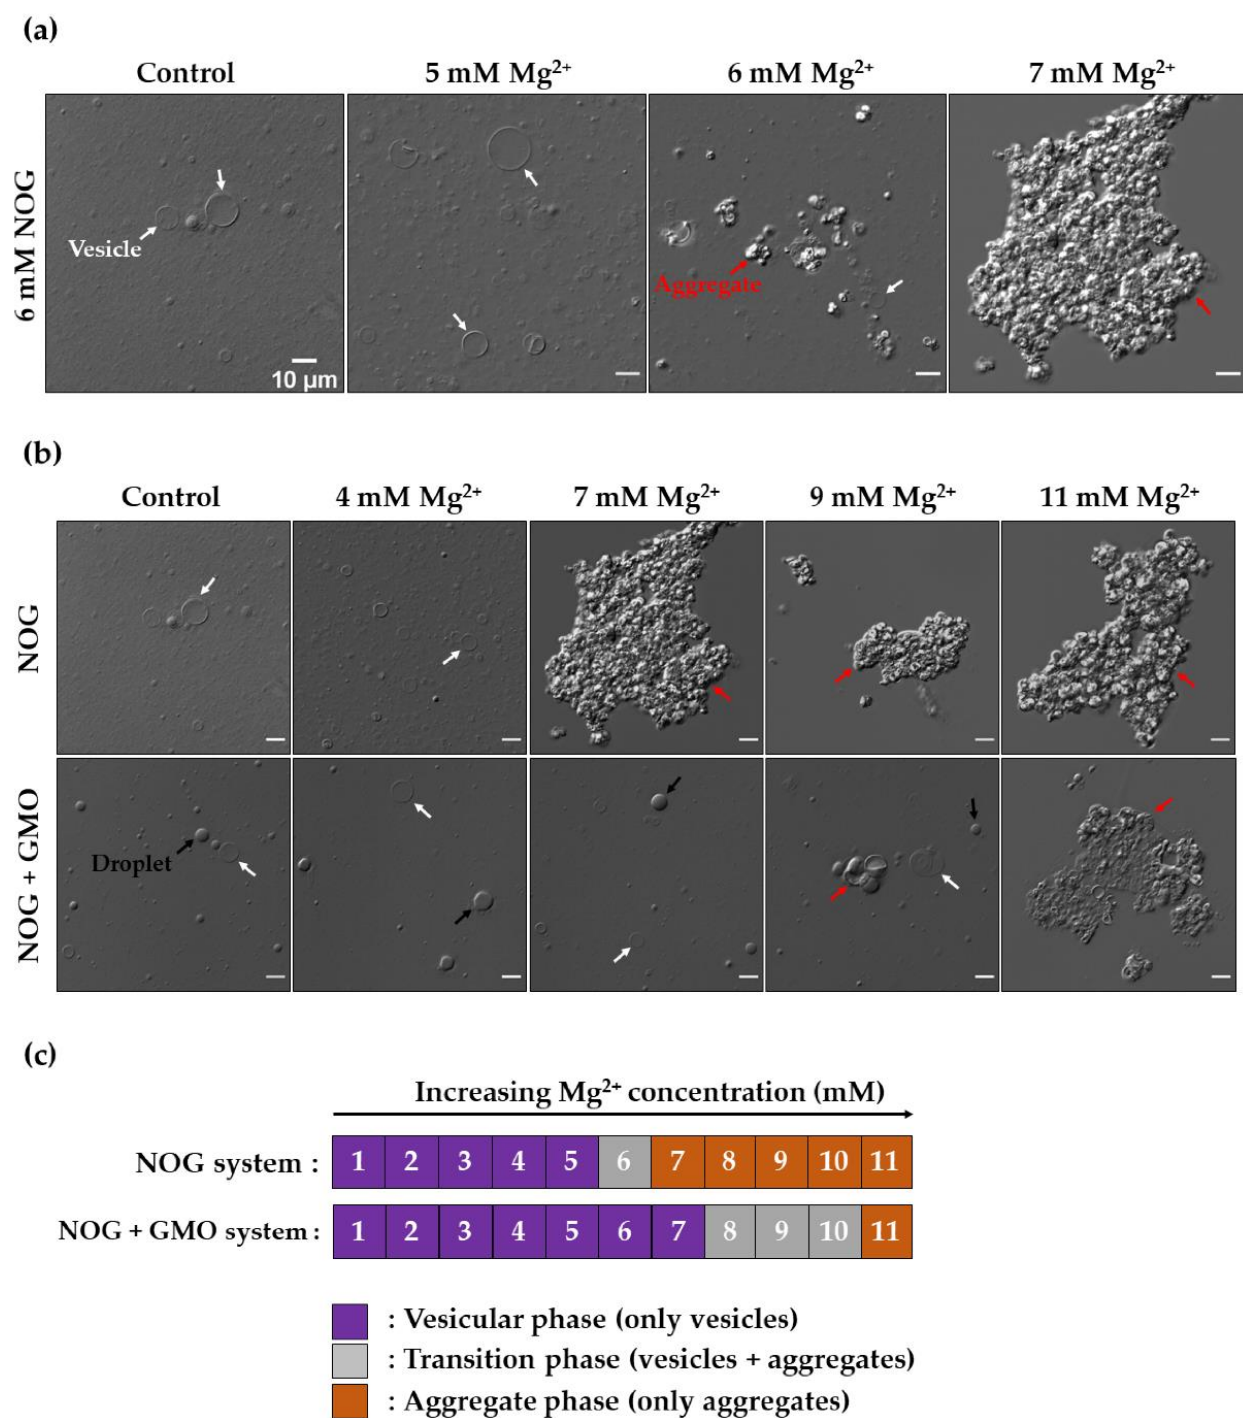 (a)
Control
5 mM Mg²⁺
6 mM Mg²⁺
7 mM Mg²⁺
6 mM NOG
Vesicle
10 µm
Aggregate
(b)
Control
4 mM Mg²⁺
7 mM Mg²⁺
9 mM Mg²⁺
11 mM Mg²⁺
NOG
NOG + GMO
Droplet
(c)
Increasing Mg²⁺ concentration (mM)
NOG system : 1 2 3 4 5 6 7 8 9 10 11
NOG + GMO system : 1 2 3 4 5 6 7 8 9 10 11
: Vesicular phase (only vesicles)
: Transition phase (vesicles + aggregates)
: Aggregate phase (only aggregates)